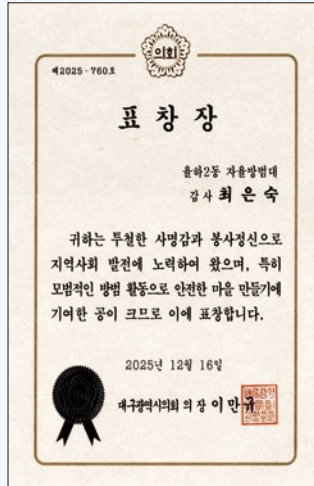 의회
제2025-760호
표창장
율하2동 자율방범대
감사 최은숙
귀하는 투철한 사명감과 봉사정신으로
지역사회 발전에 노력하여 왔으며, 특히
모범적인 방범 활동으로 안전한 마을 만들기에
기여한 공이 크므로 이에 표창합니다.
2025년 12월 16일
대구광역시의회 의장 이만규